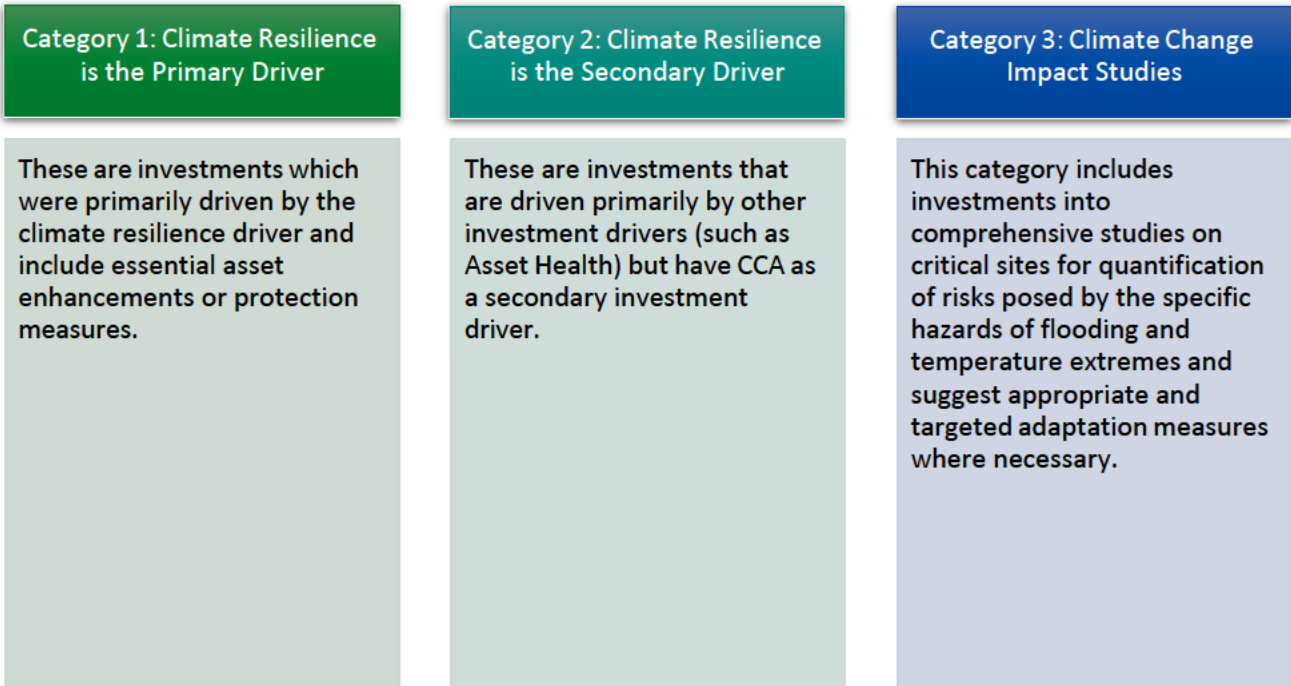 Category 1: Climate Resilience
is the Primary Driver
These are investments which
were primarily driven by the
climate resilience driver and
include essential asset
enhancements or protection
measures.
Category 2: Climate Resilience
is the Secondary Driver
These are investments that
are driven primarily by other
investment drivers (such as
Asset Health) but have CCA as
a secondary investment
driver.
Category 3: Climate Change
Impact Studies
This category includes
investments into
comprehensive studies on
critical sites for quantification
of risks posed by the specific
hazards of flooding and
temperature extremes and
suggest appropriate and
targeted adaptation measures
where necessary.